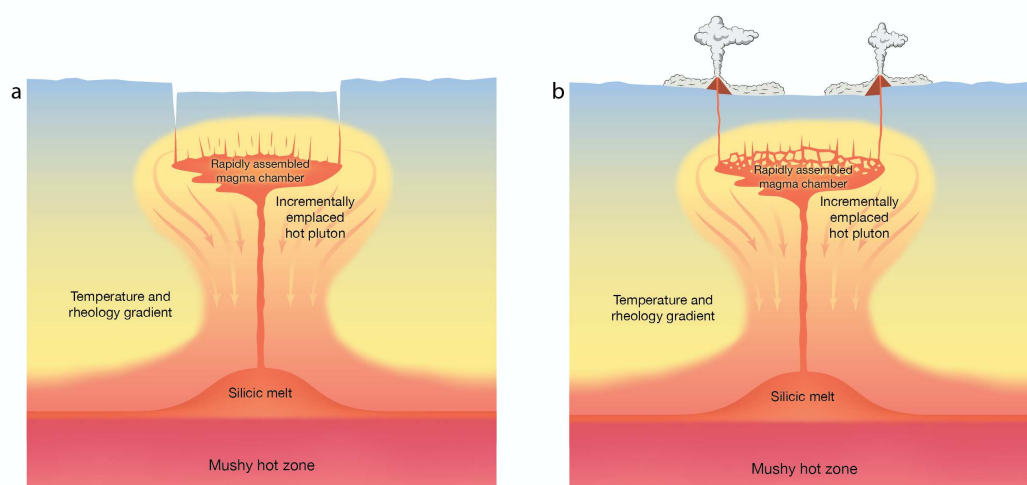 a
Rapidly assembled
magma chamber
Incrementally
emplaced
hot pluton
Temperature and
rheology gradient
Silicic melt
Mushy hot zone
b
Rapidly assembled
magma chamber
Incrementally
emplaced
hot pluton
Temperature and
rheology gradient
Silicic melt
Mushy hot zone